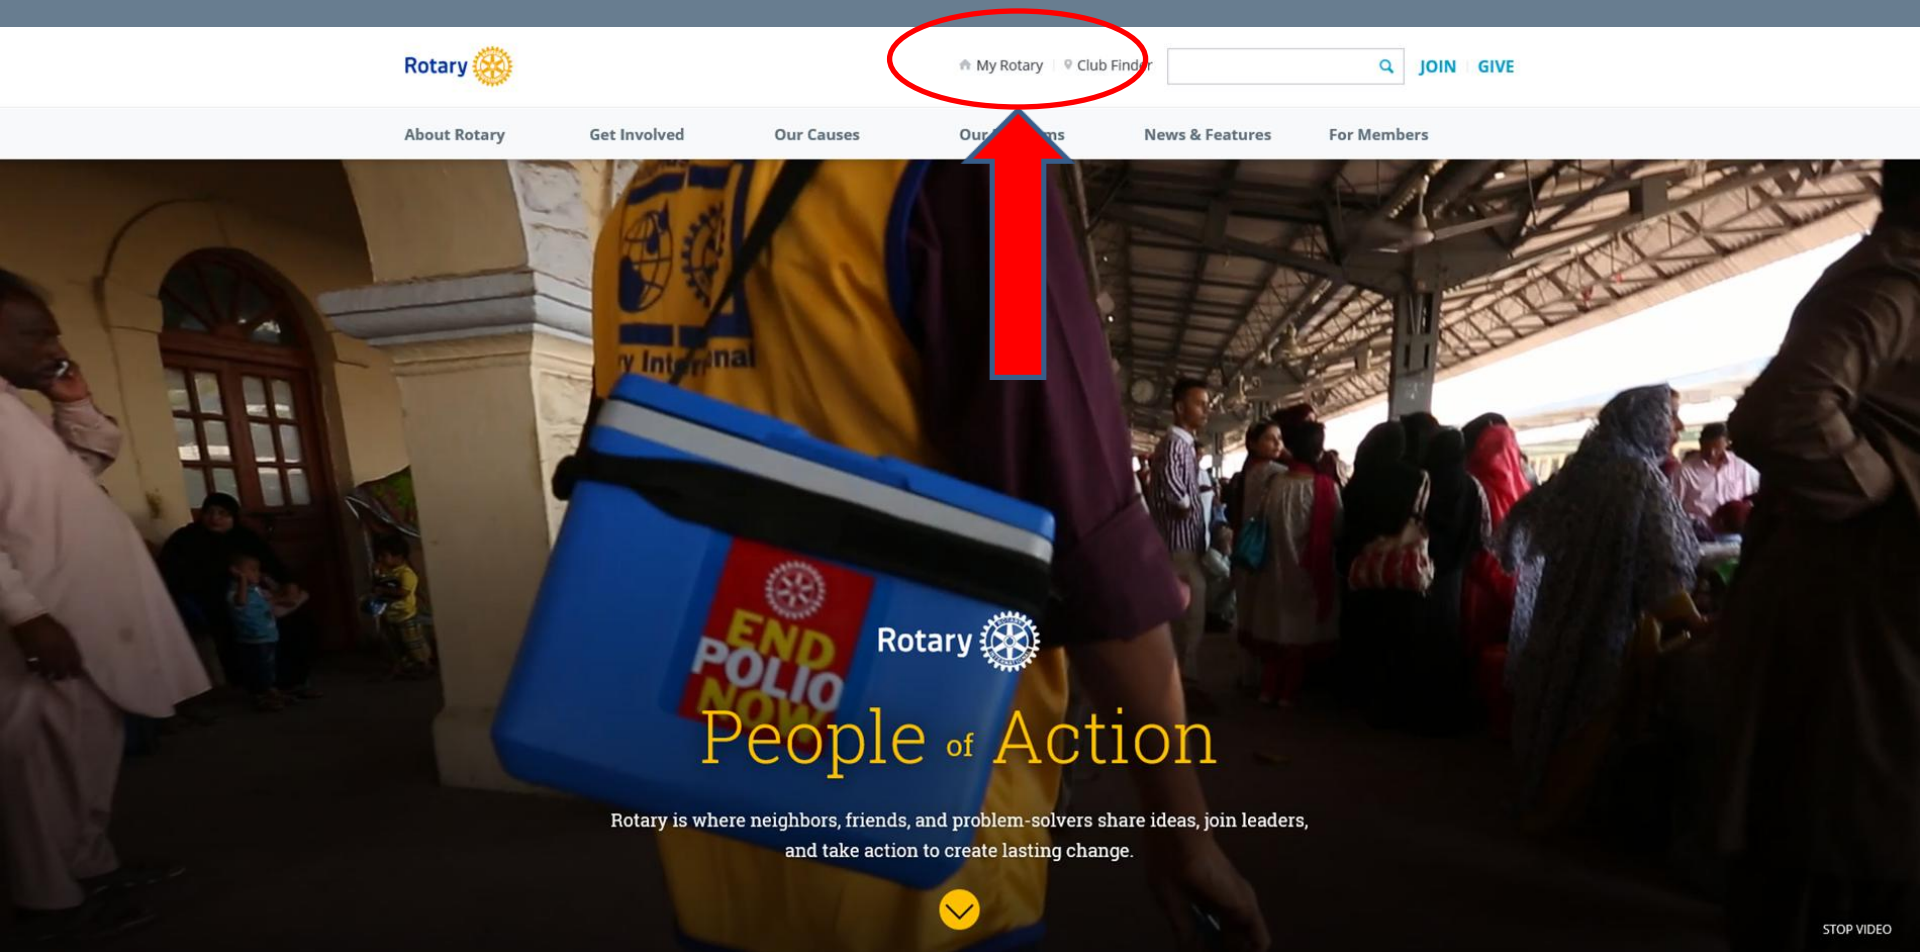 Rotary
My Rotary
Club Finder
JOIN
GIVE
About Rotary
Get Involved
Our Causes
Our
News & Features
For Members
END
POLIO
NOW
Rotary
People of Action
Rotary is where neighbors, friends, and problem-solvers share ideas, join leaders,
and take action to create lasting change.
STOP VIDEO